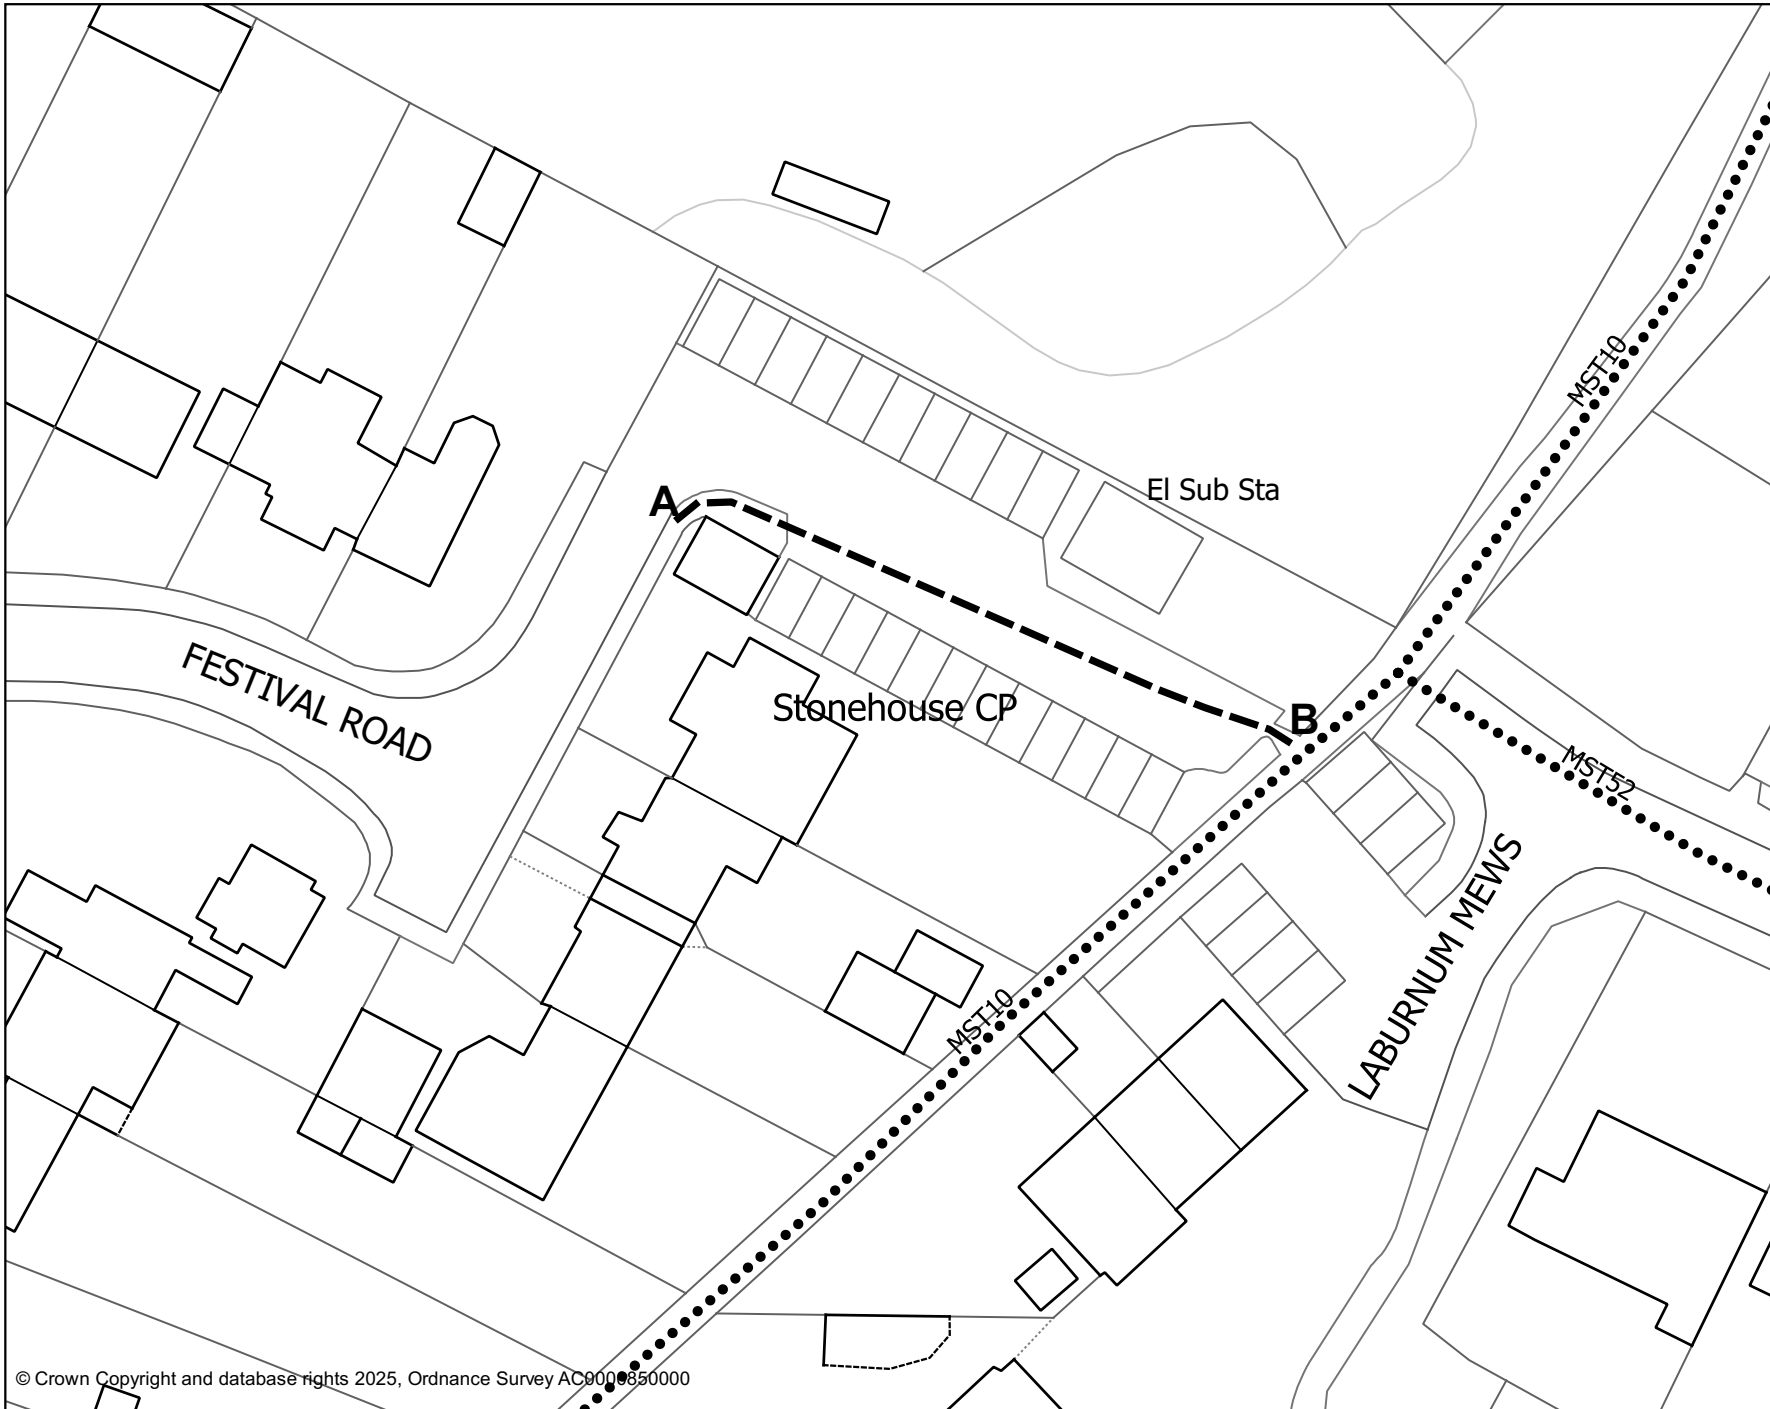 MST10
El Sub Sta
A
FESTIVAL ROAD
Stonehouse CP
B
MST52
LABURNUM MEWS
MST10
© Crown Copyright and database rights 2025, Ordnance Survey AC0000850000